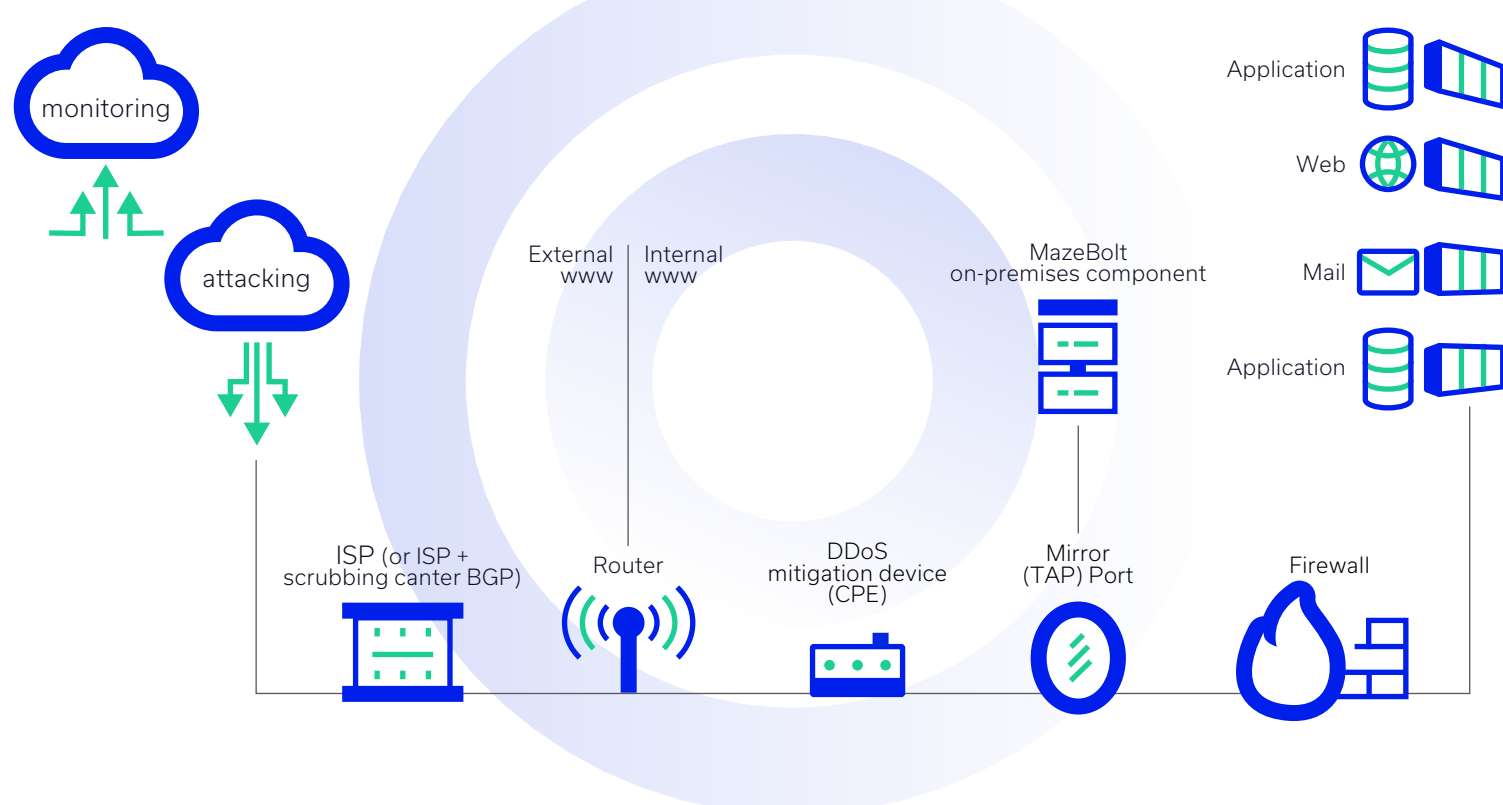 monitoring
attacking
External
www
Internal
www
MazeBolt
on-premises component
Application
Web
Mail
Application
ISP (or ISP +
scrubbing canter BGP)
Router
DDoS
mitigation device
(CPE)
Mirror
(TAP) Port
Firewall